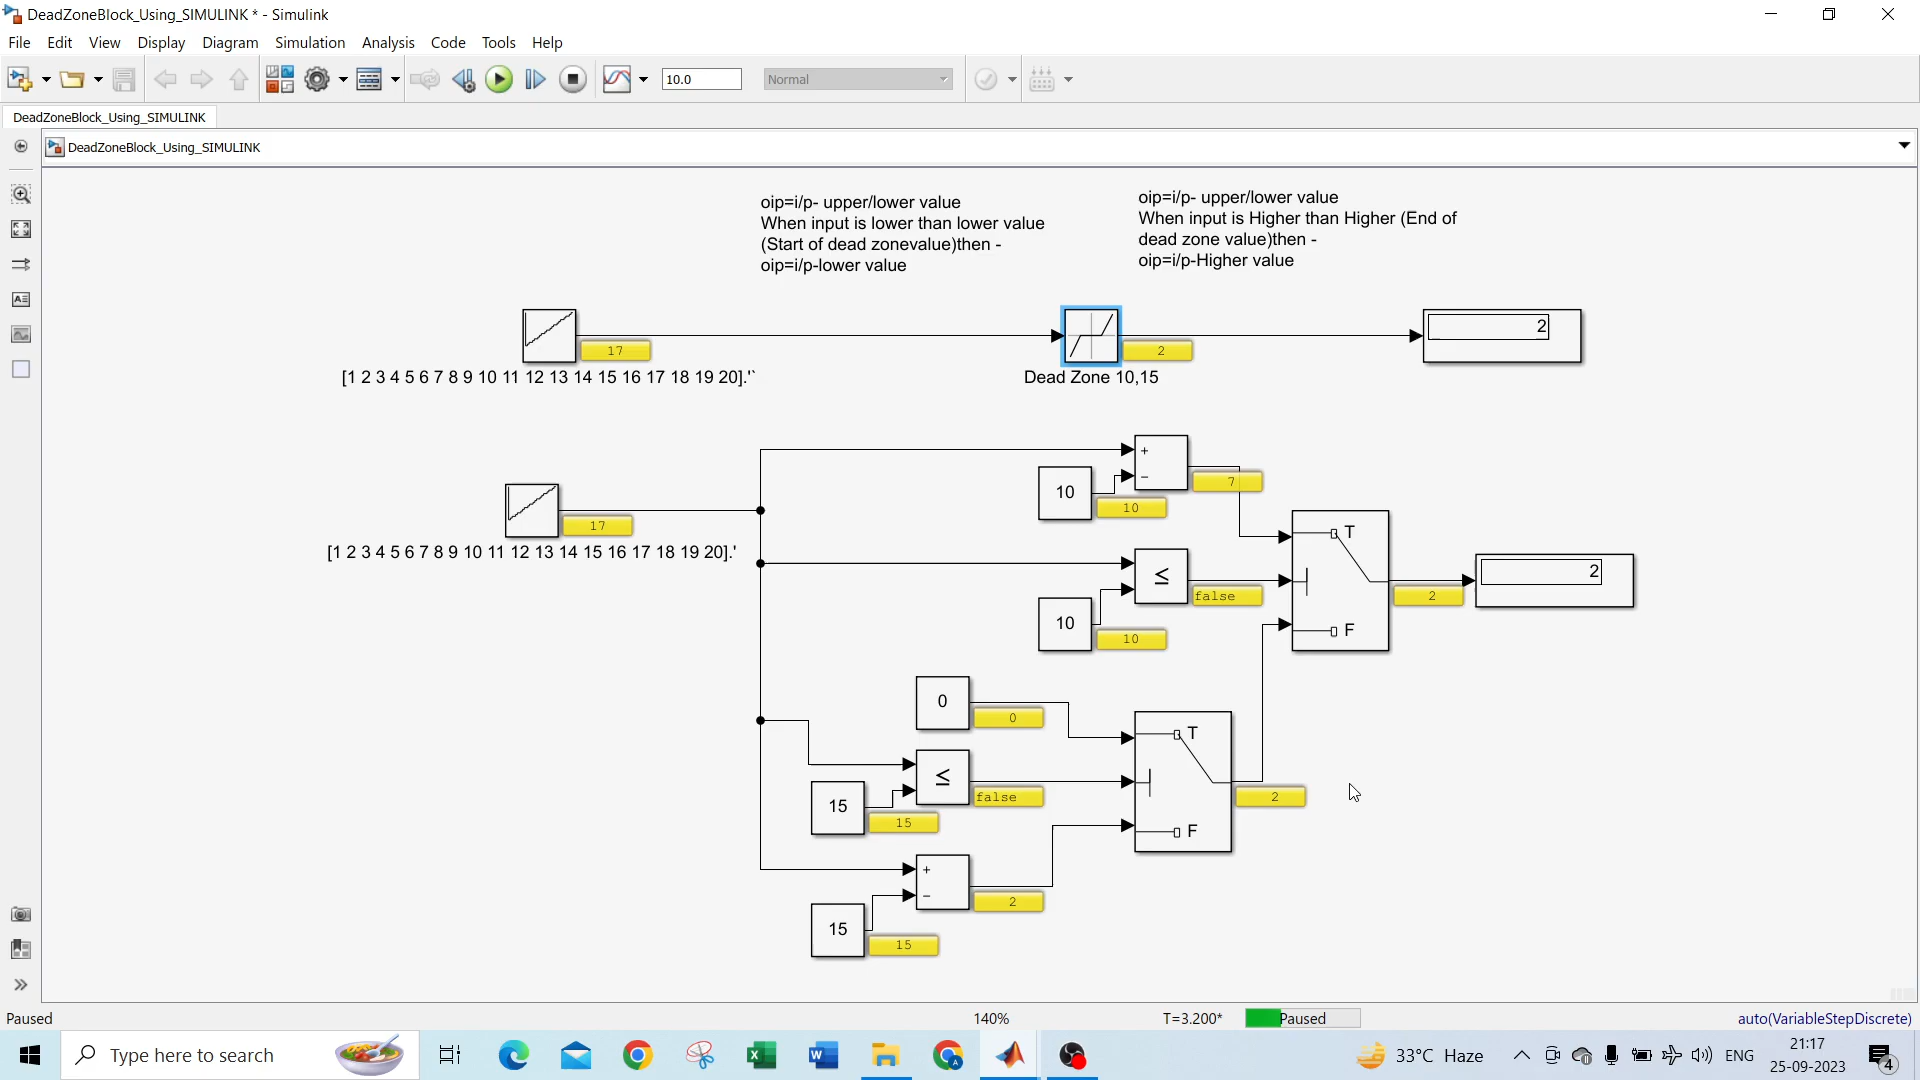 DeadZoneBlock_Using_SIMULINK * - Simulink
File Edit View Display Diagram Simulation Analysis Code Tools Help
10.0 Normal
DeadZoneBlock_Using_SIMULINK
DeadZoneBlock_Using_SIMULINK
oip=i/p- upper/lower value
When input is lower than lower value
(Start of dead zonevalue)then -
oip=i/p-lower value
oip=i/p- upper/lower value
When input is Higher than Higher (End of
dead zone value)then -
oip=i/p-Higher value
17
2
2
[1 2 3 4 5 6 7 8 9 10 11 12 13 14 15 16 17 18 19 20].'`
Dead Zone 10,15
+
-
10
7
10
17
[1 2 3 4 5 6 7 8 9 10 11 12 13 14 15 16 17 18 19 20].'
T
≤
false
10
10
F
2
2
0
0
T
≤
false
15
15
F
2
+
-
2
15
15
Paused
140%
T=3.200*
Paused
auto(VariableStepDiscrete)
Type here to search
33°C Haze
ENG
21:17
25-09-2023
4